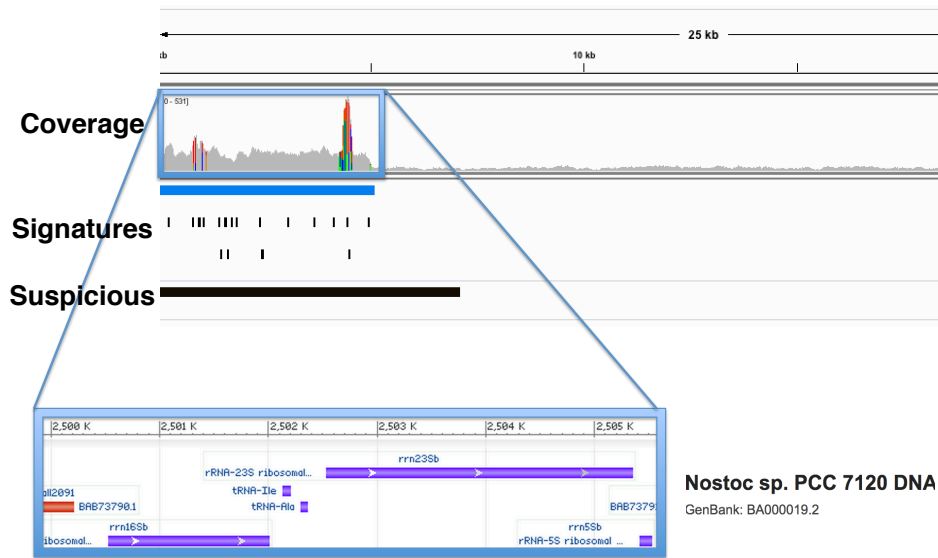 25 kb
kb
10 kb
0 - 531]
Coverage
Signatures
Suspicious
2,500 K
2,501 K
2,502 K
2,503 K
2,504 K
2,505 K
rrn23Sb
rRNA-23S ribosomal...
all2091
tRNA-Ile
BAB73790.1
tRNA-Ala
BAB7379
rrn16Sb
rrn5Sb
ibosomal...
rRNA-5S ribosomal ...
Nostoc sp. PCC 7120 DNA
GenBank: BA000019.2